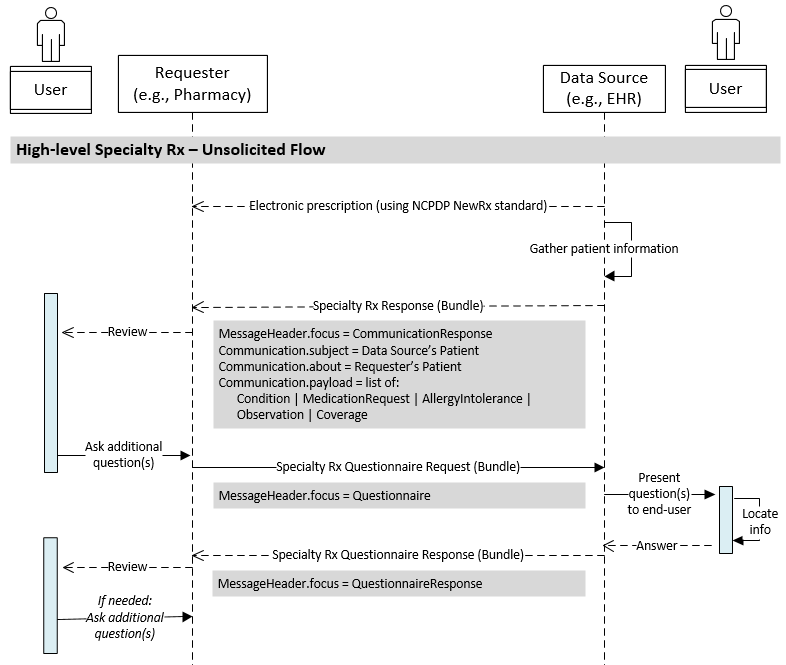 User
Requester
(e.g., Pharmacy)
Data Source
(e.g., EHR)
User
High-level Specialty Rx – Unsolicited Flow
Electronic prescription (using NCPDP NewRx standard)
Gather patient information
Specialty Rx Response (Bundle)
Review
MessageHeader.focus = CommunicationResponse
Communication.subject = Data Source's Patient
Communication.about = Requester's Patient
Communication.payload = list of:
Condition | MedicationRequest | AllergyIntolerance |
Observation | Coverage
Ask additional
question(s)
Specialty Rx Questionnaire Request (Bundle)
MessageHeader.focus = Questionnaire
Present
question(s)
to end-user
Locate
info
Answer
Specialty Rx Questionnaire Response (Bundle)
Review
MessageHeader.focus = QuestionnaireResponse
If needed:
Ask additional
question(s)